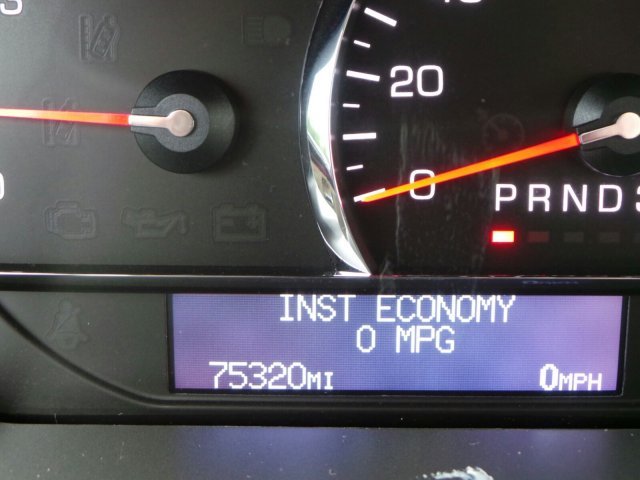 20
0
PRND3
INST ECONOMY
0 MPG
75320MI 0MPH